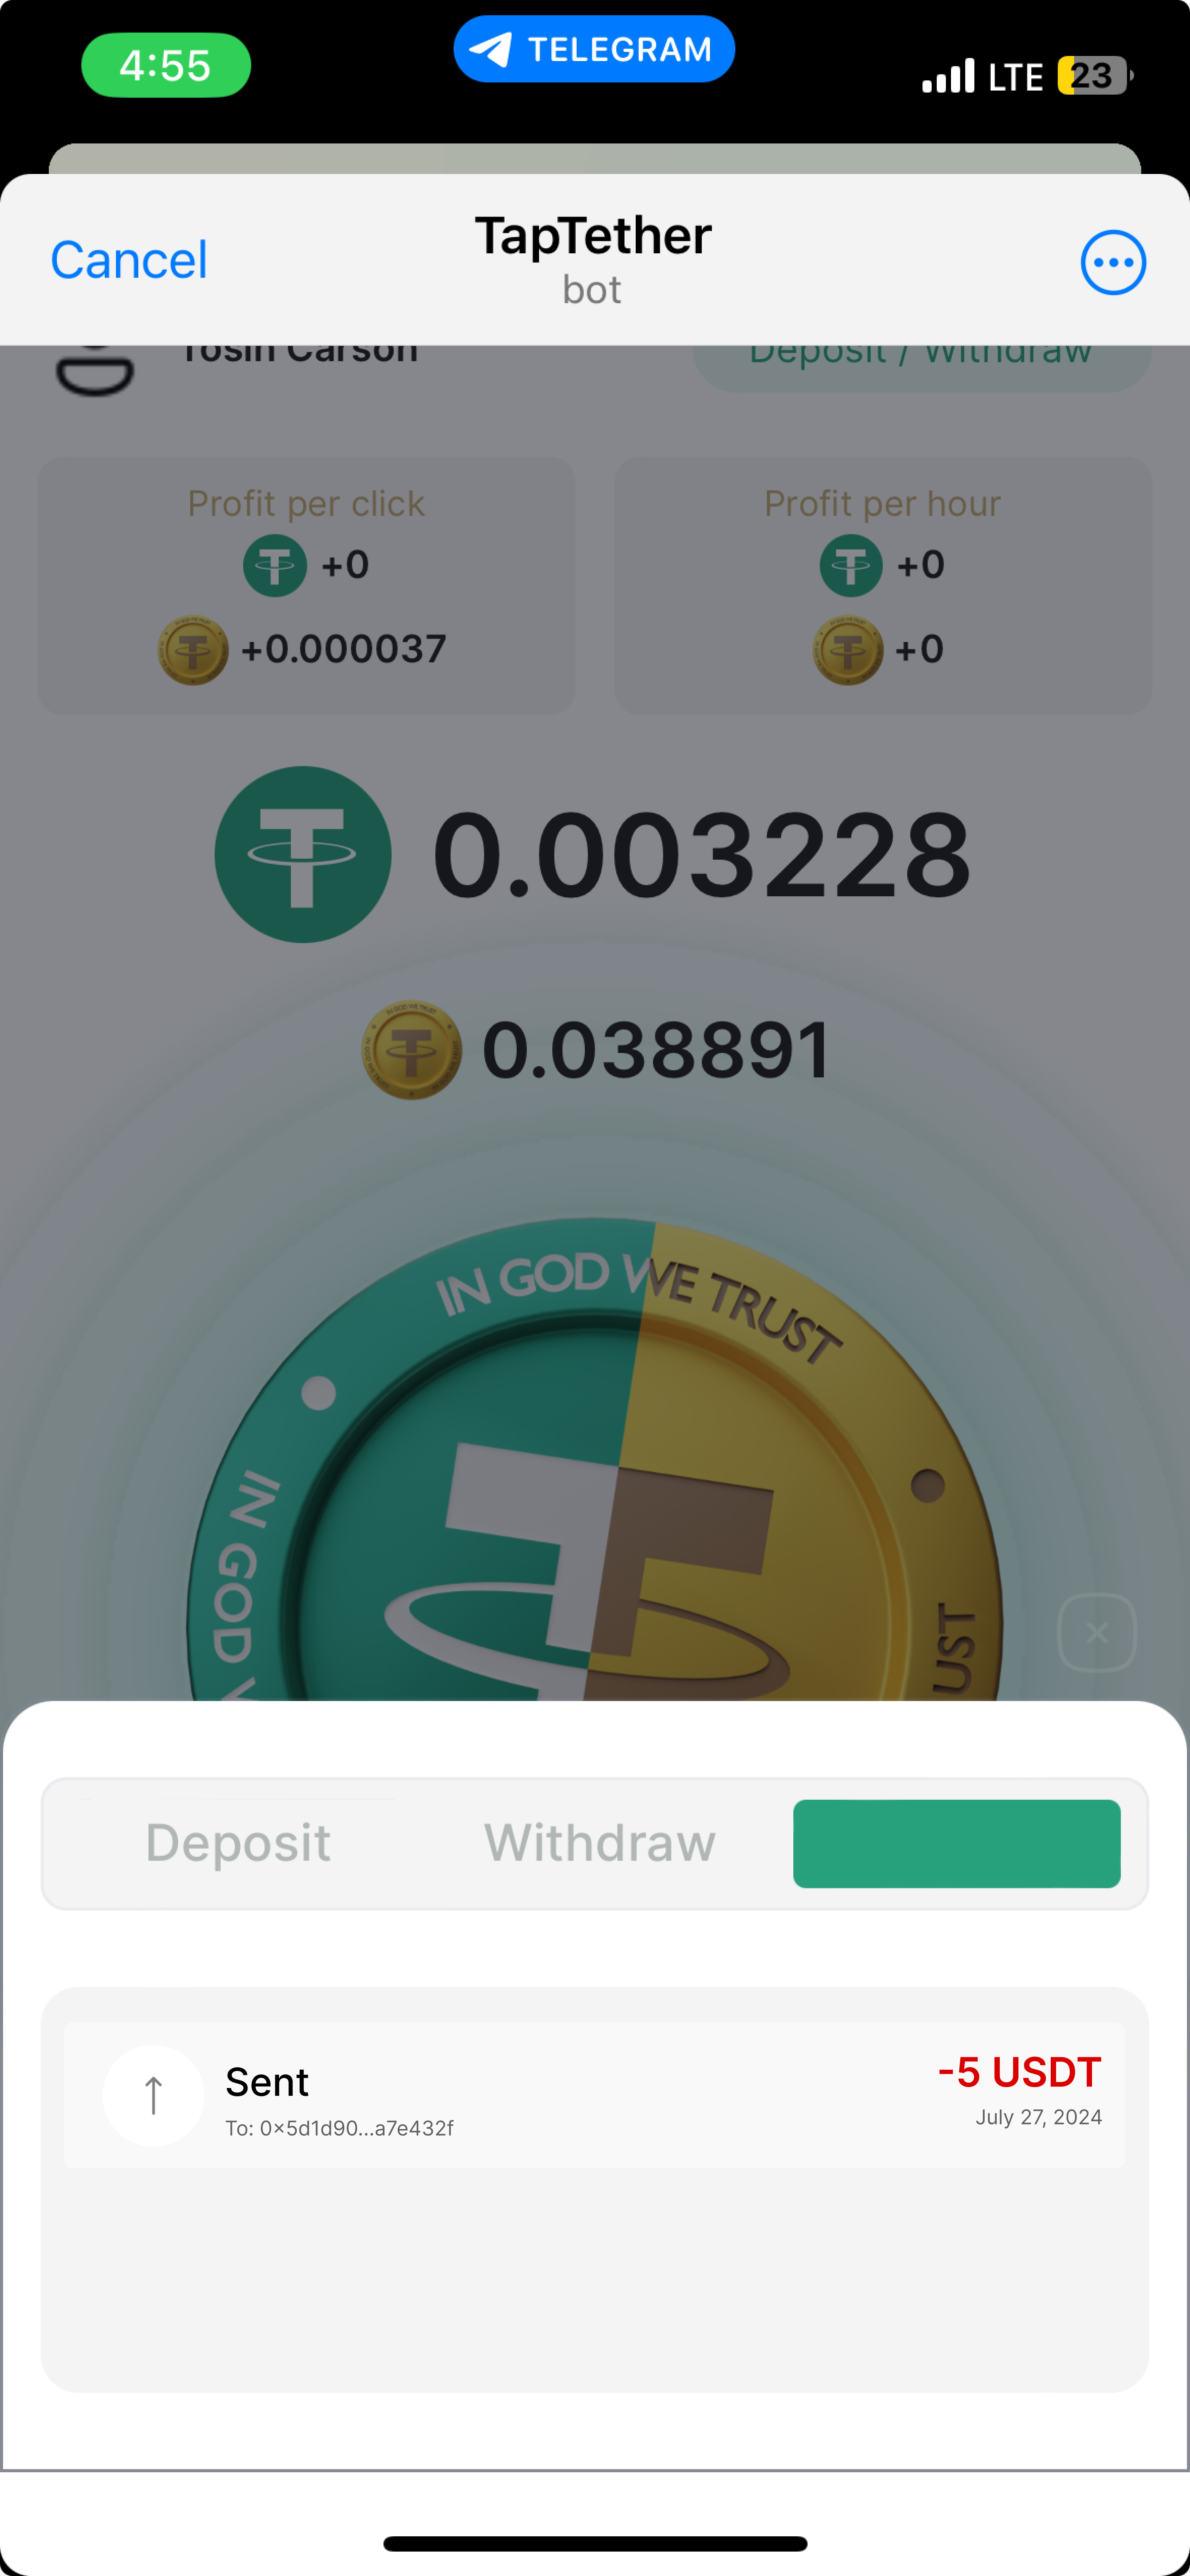 4:55
TELEGRAM
LTE 23
Cancel
TapTether
bot
Tosin Carson
Deposit / Withdraw
Profit per click
+0
+0.000037
Profit per hour
+0
+0
0.003228
0.038891
IN GOD WE TRUST
IN GOD W
UST
Deposit
Withdraw
Sent
-5 USDT
To: 0x5d1d90...a7e432f
July 27, 2024